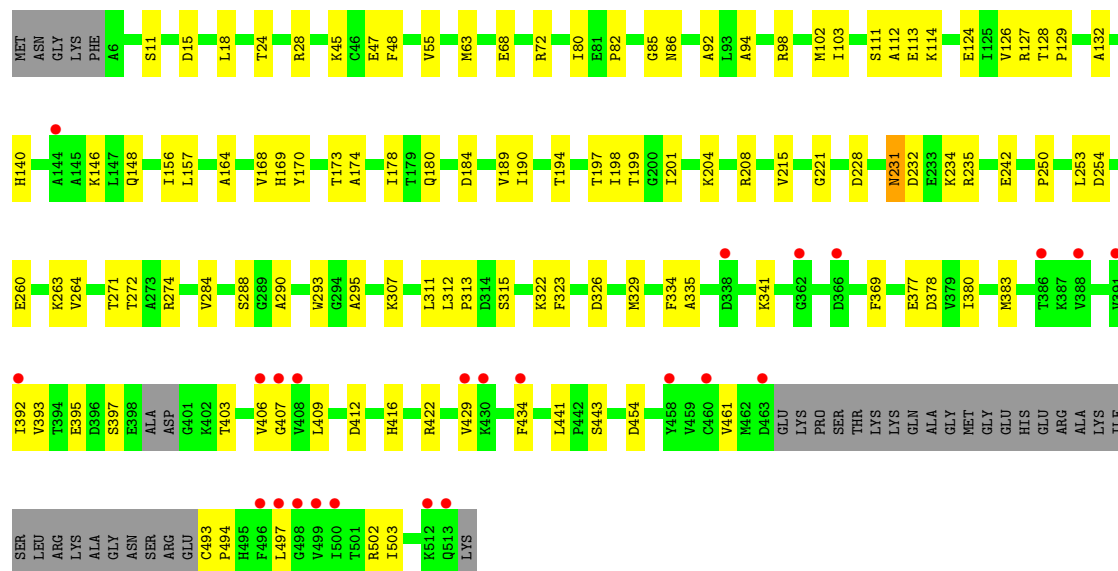 MET ASN GLY LYS PHE A6 S11 D15 L18 T24 R28 K45 C46 E47 F48 V55 M63 E68 R72 I80 E81 P82 G85 N86 A92 L93 A94 R98 M102 I103 S111 A112 E113 K114 E124 I125 V126 R127 T128 P129 A132
H140 A144 A145 K146 L147 Q148 I156 L157 A164 V168 H169 Y170 T173 A174 I178 T179 Q180 D184 V189 I190 T194 T197 I198 T199 G200 I201 K204 R208 V215 G221 D228 N231 D232 E233 K234 R235 E242 P250 L253 D254
E260 K263 V264 T271 T272 A273 R274 V284 S288 G289 A290 W293 G294 A295 K307 L311 L312 P313 D314 S315 K322 F323 D326 M329 F334 A335 D338 K341 G362 D366 F369 E377 D378 V379 I380 M383 T386 K387 V388
I392 V393 T394 E395 D396 S397 E398 ALA ASP G401 K402 T403 V406 G407 V408 L409 D412 H416 R422 V429 K430 F434 L441 P442 S443 D454 Y458 V459 C460 V461 M462 D463 GLU LYS PRO SER THR LYS LYS GLN ALA GLY MET GLY GLU HIS GLU ARG ALA LYS ILE
SER LEU ARG LYS ALA GLY ASN SER ARG GLU C493 P494 H495 F496 L497 G498 V499 I500 T501 R502 I503 K512 Q513 LYS